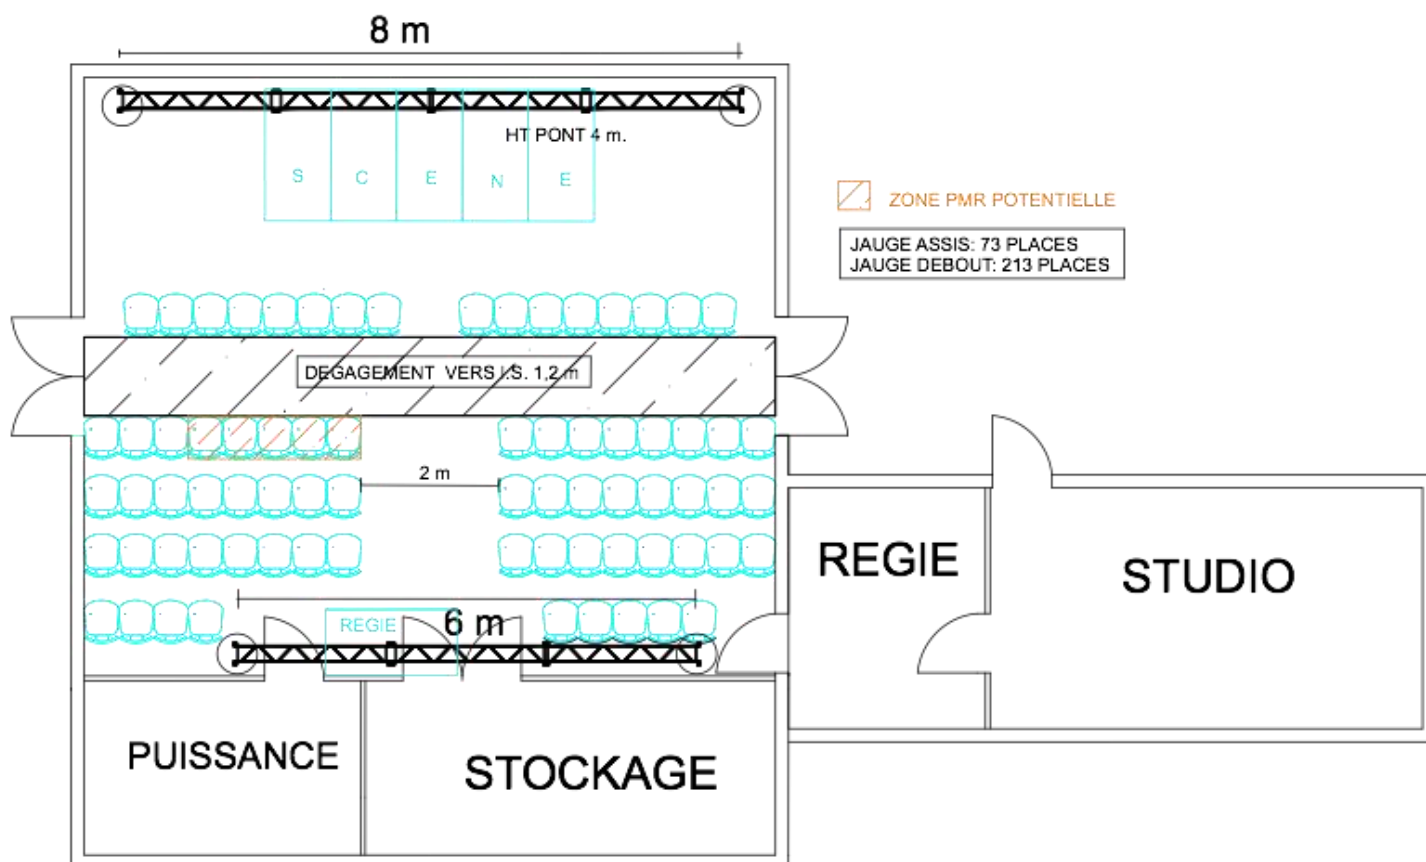 8 m
HT PONT 4 m.
S C E N E
ZONE PMR POTENTIELLE
JAUGE ASSIS: 73 PLACES
JAUGE DEBOUT: 213 PLACES
DEGAGEMENT VERS I.S. 1,2 m
2 m
REGIE
STUDIO
6 m
REGIE
PUISSANCE
STOCKAGE